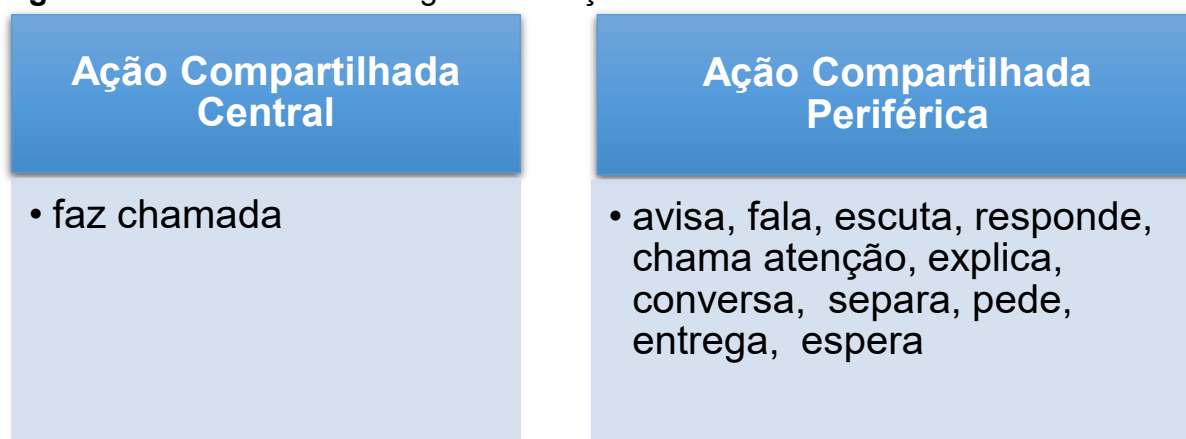 Ação Compartilhada
Central
• faz chamada
Ação Compartilhada
Periférica
• avisa, fala, escuta, responde,
chama atenção, explica,
conversa, separa, pede,
entrega, espera